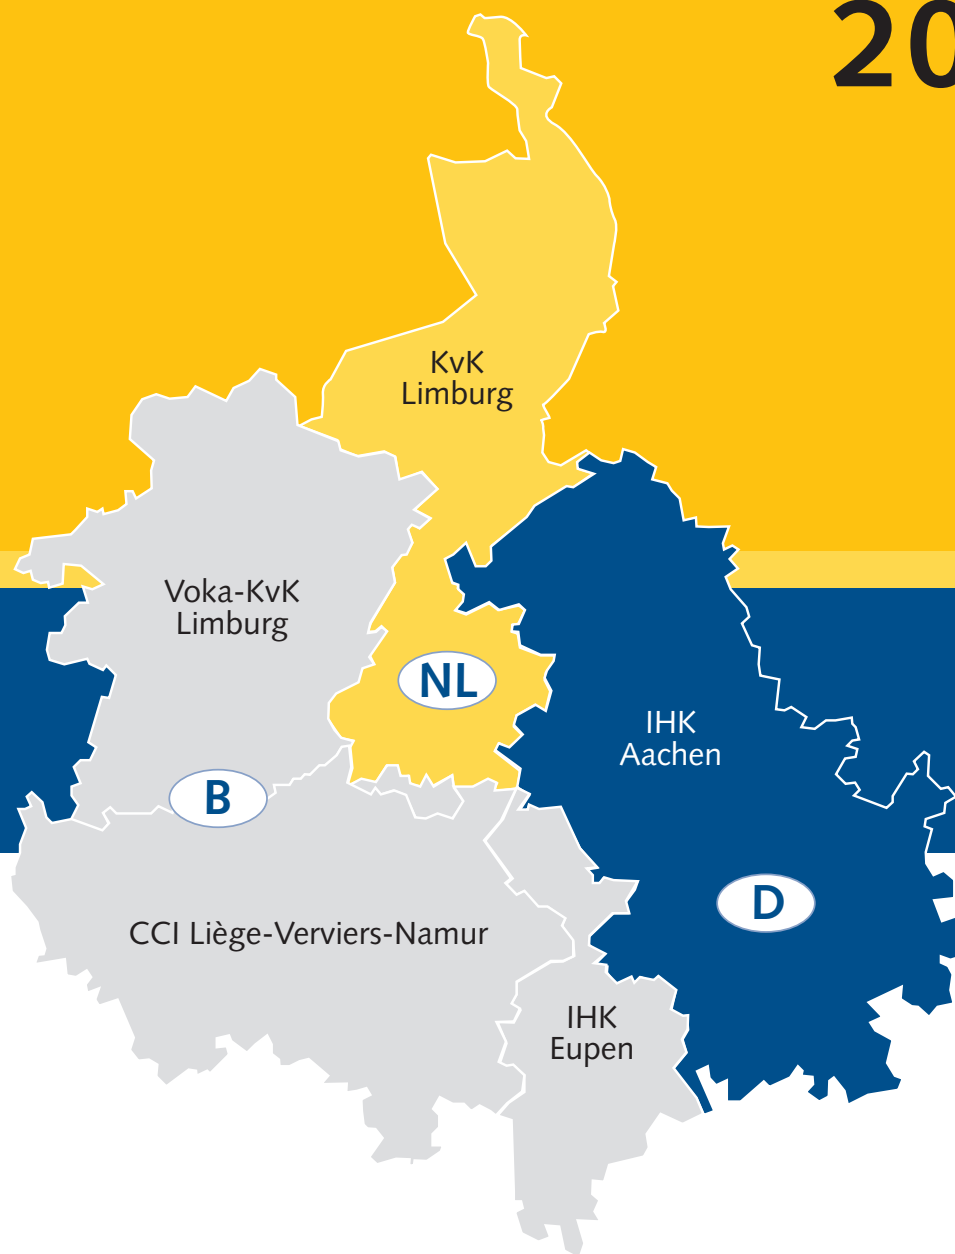 20
KvK
Limburg
Voka-KvK
Limburg
NL
IHK
Aachen
B
D
CCI Liège-Verviers-Namur
IHK
Eupen